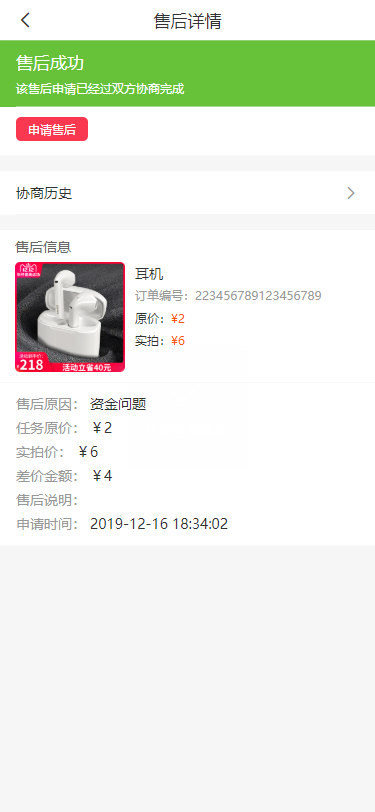 售后详情
售后成功
该售后申请已经过双方协商完成
申请售后
协商历史
售后信息
耳机
订单编号：223456789123456789
原价：¥2
实拍：¥6
218
活动立省40元
售后原因： 资金问题
任务原价： ¥2
实拍价： ¥6
差价金额： ¥4
售后说明：
申请时间： 2019-12-16 18:34:02